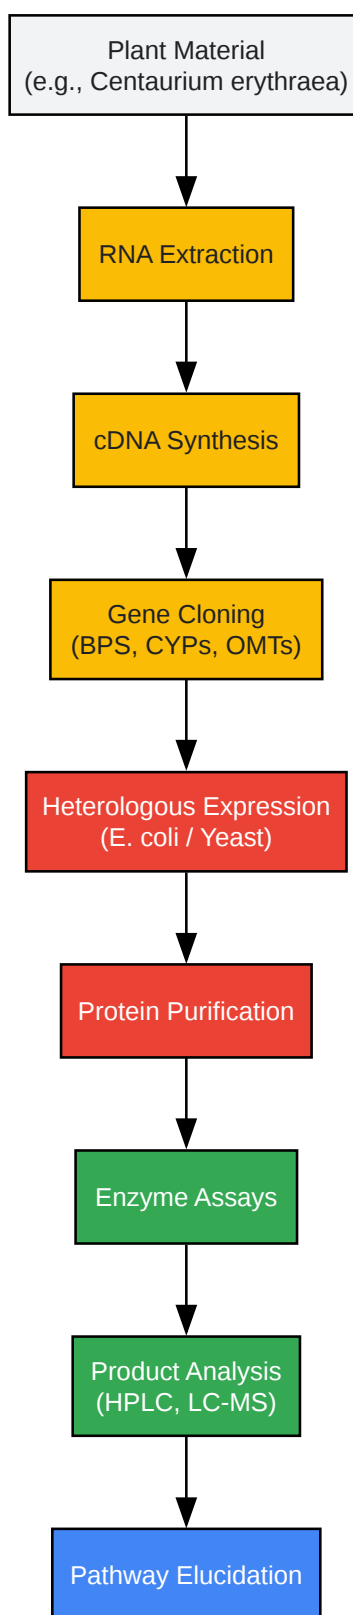 Plant Material
(e.g., Centaurium erythraea)
RNA Extraction
cDNA Synthesis
Gene Cloning
(BPS, CYPs, OMTs)
Heterologous Expression
(E. coli / Yeast)
Protein Purification
Enzyme Assays
Product Analysis
(HPLC, LC-MS)
Pathway Elucidation